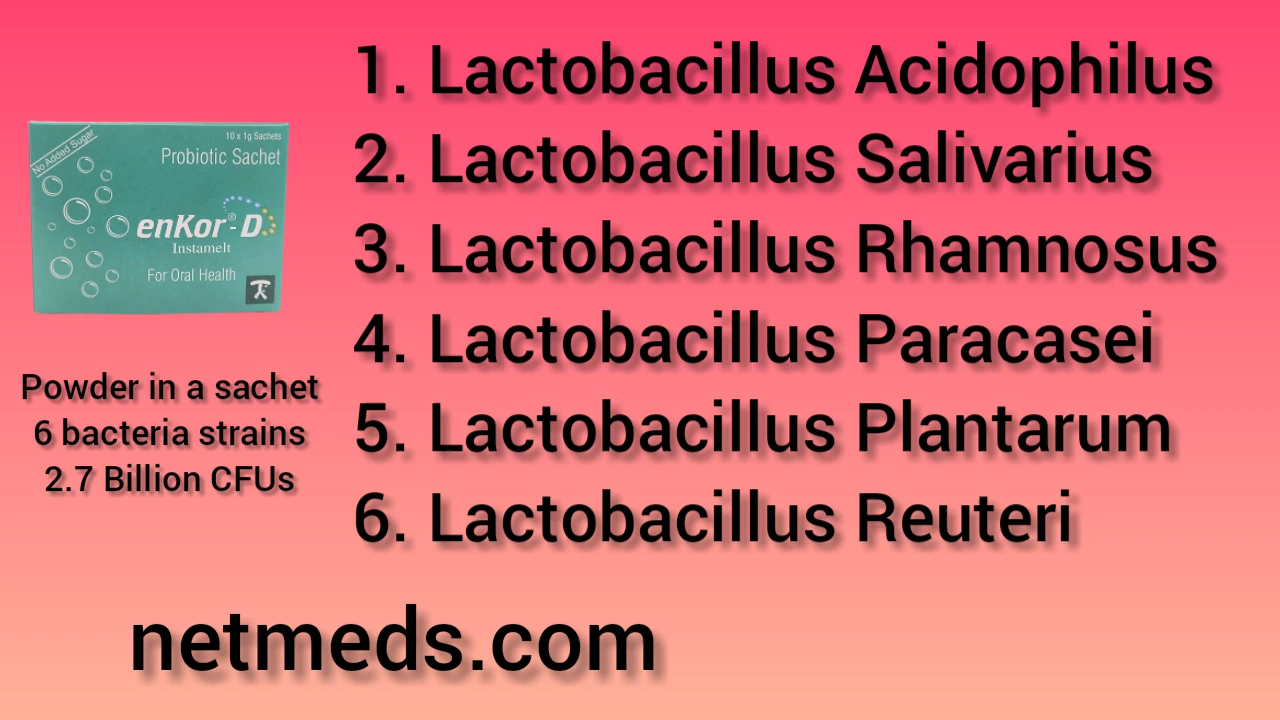 1. Lactobacillus Acidophilus
2. Lactobacillus Salivarius
3. Lactobacillus Rhamnosus
4. Lactobacillus Paracasei
5. Lactobacillus Plantarum
6. Lactobacillus Reuteri
No Added Sugar
10 x 1g Sachets
Probiotic Sachet
enKor®-D
Instamelt
For Oral Health
Powder in a sachet
6 bacteria strains
2.7 Billion CFUs
netmeds.com